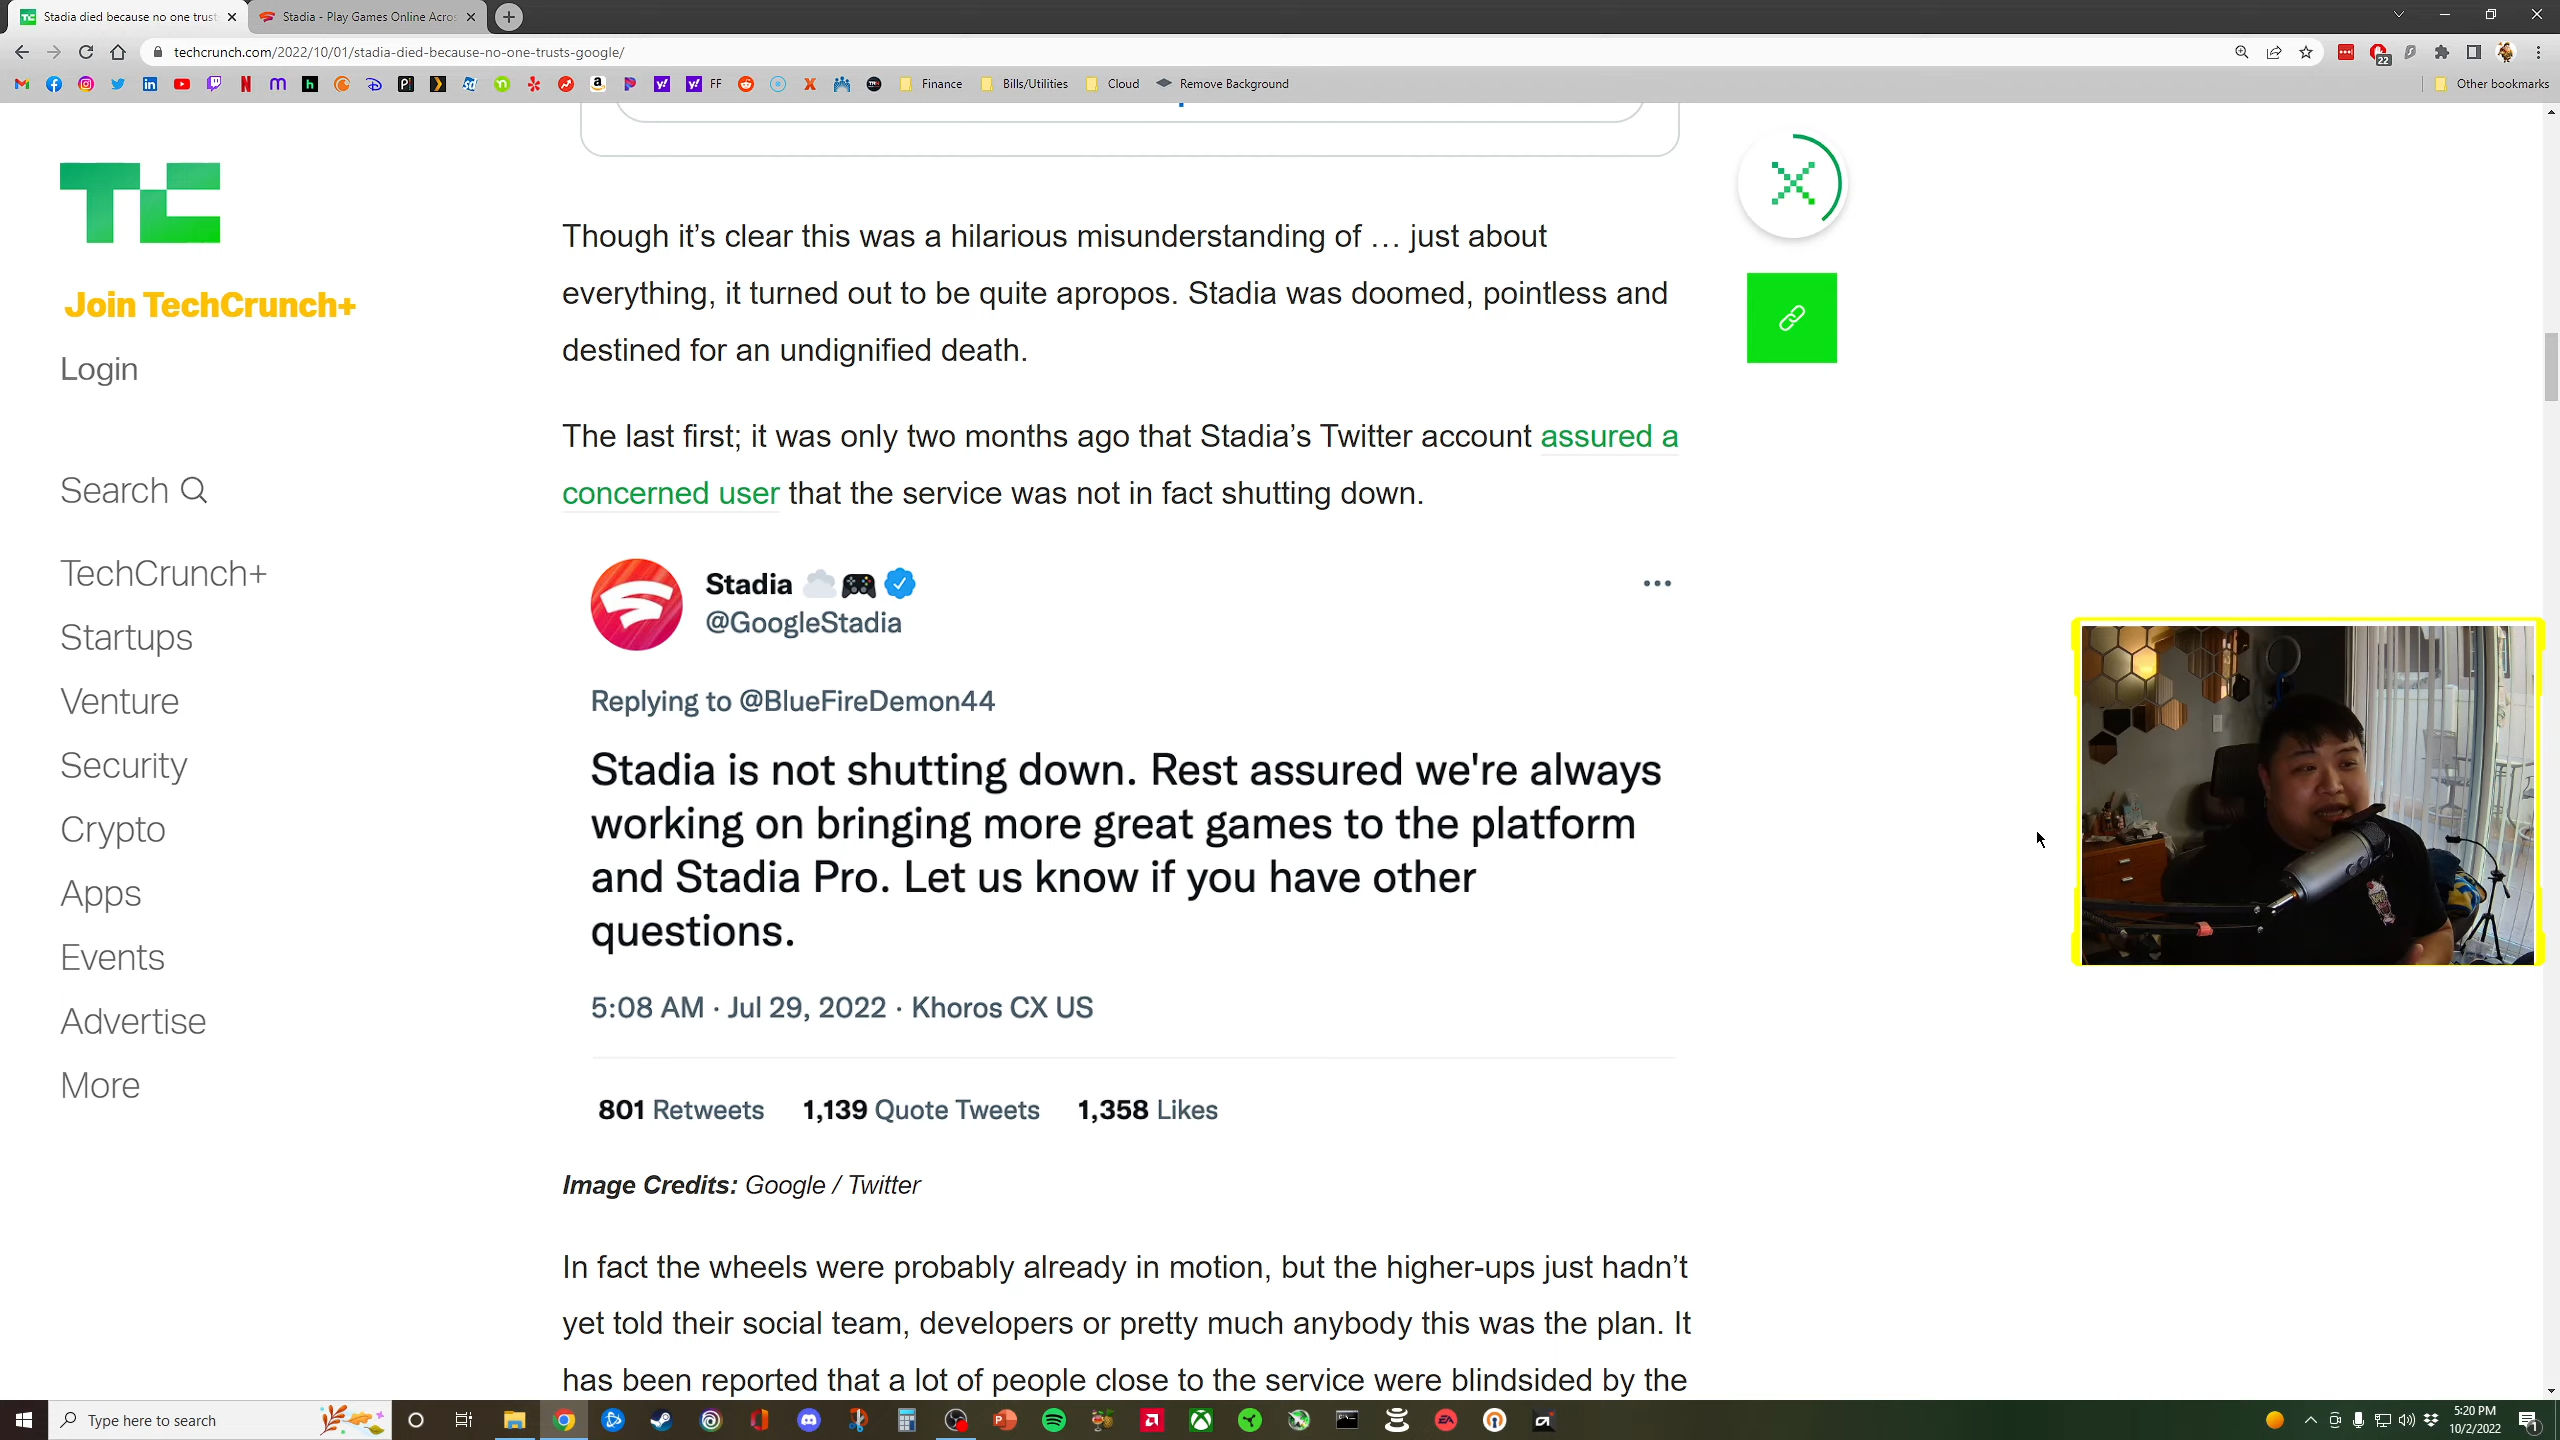 Stadia died because no one trust
Stadia - Play Games Online Acros
techcrunch.com/2022/10/01/stadia-died-because-no-one-trusts-google/
22
FF
Finance
Bills/Utilities
Cloud
Remove Background
Other bookmarks
TC
Join TechCrunch+
Login
Search
TechCrunch+
Startups
Venture
Security
Crypto
Apps
Events
Advertise
More
Though it’s clear this was a hilarious misunderstanding of … just about
everything, it turned out to be quite apropos. Stadia was doomed, pointless and
destined for an undignified death.
The last first; it was only two months ago that Stadia’s Twitter account assured a
concerned user that the service was not in fact shutting down.
Stadia
@GoogleStadia
Replying to @BlueFireDemon44
Stadia is not shutting down. Rest assured we're always
working on bringing more great games to the platform
and Stadia Pro. Let us know if you have other
questions.
5:08 AM · Jul 29, 2022 · Khoros CX US
801 Retweets 1,139 Quote Tweets 1,358 Likes
Image Credits: Google / Twitter
In fact the wheels were probably already in motion, but the higher-ups just hadn’t
yet told their social team, developers or pretty much anybody this was the plan. It
has been reported that a lot of people close to the service were blindsided by the
Type here to search
5:20 PM
10/2/2022
1